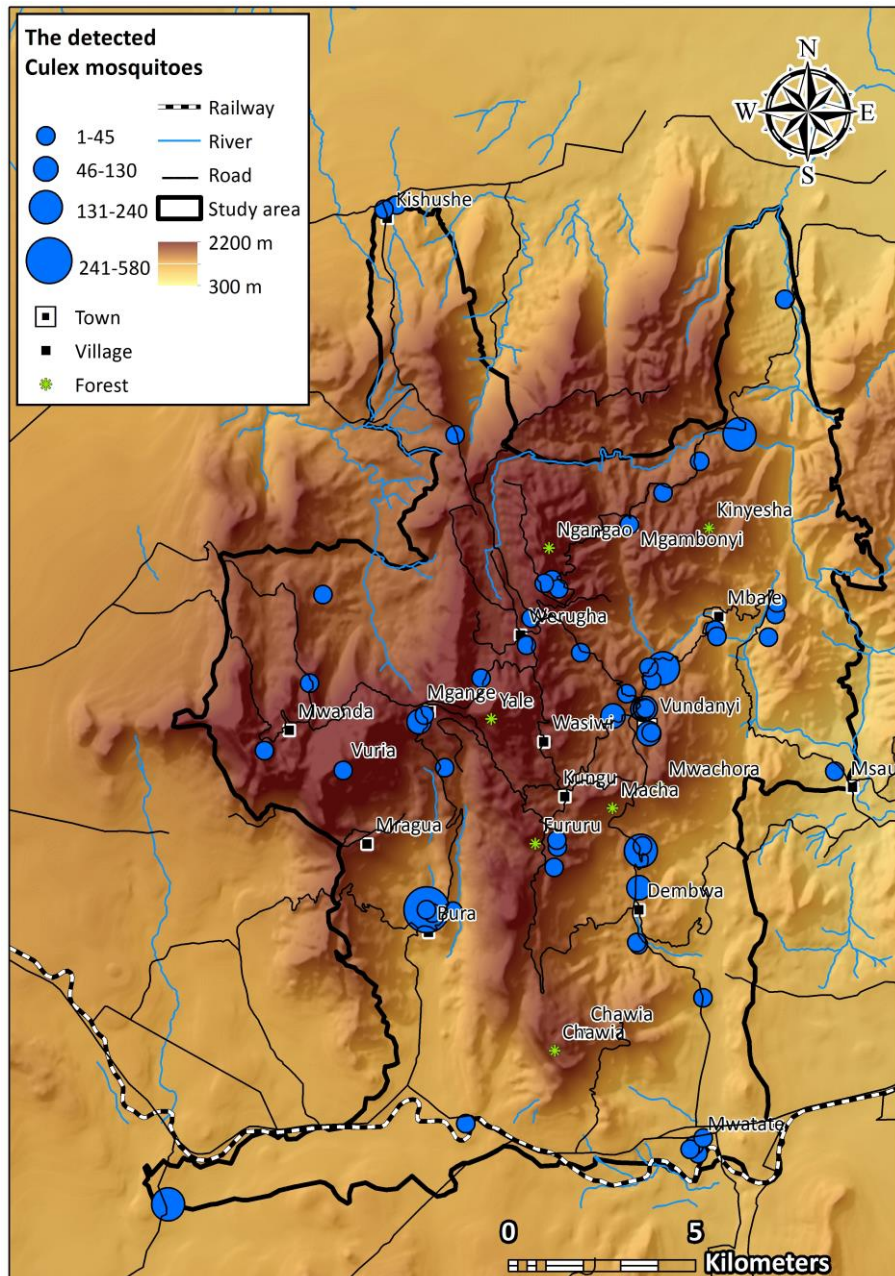 The detected
Culex mosquitoes
1-45
46-130
131-240
241-580
Railway
River
Road
Study area
2200 m
300 m
Town
Village
Forest
N
W E
S
Kishushe
Kinyesha
Ngangao
Mgambonyi
Mbale
Werugha
Mgange
Yale
Vundanyi
Mwanda
Wasiwi
Vuria
Mwachora
Msau
Kungu
Macha
Mragua
Fururu
Dembwa
Bura
Chawia
Chawia
Mwatate
0 5
Kilometers